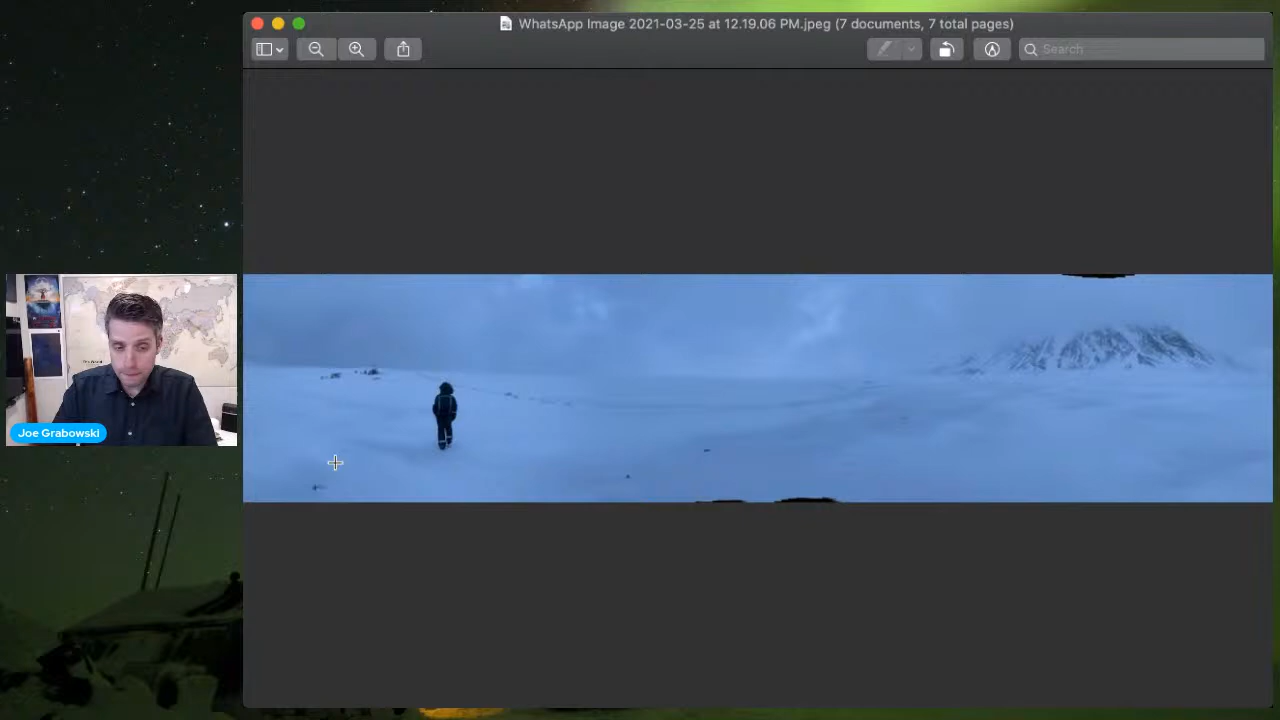 WhatsApp Image 2021-03-25 at 12.19.06 PM.jpeg (7 documents, 7 total pages)
Search
Joe Grabowski